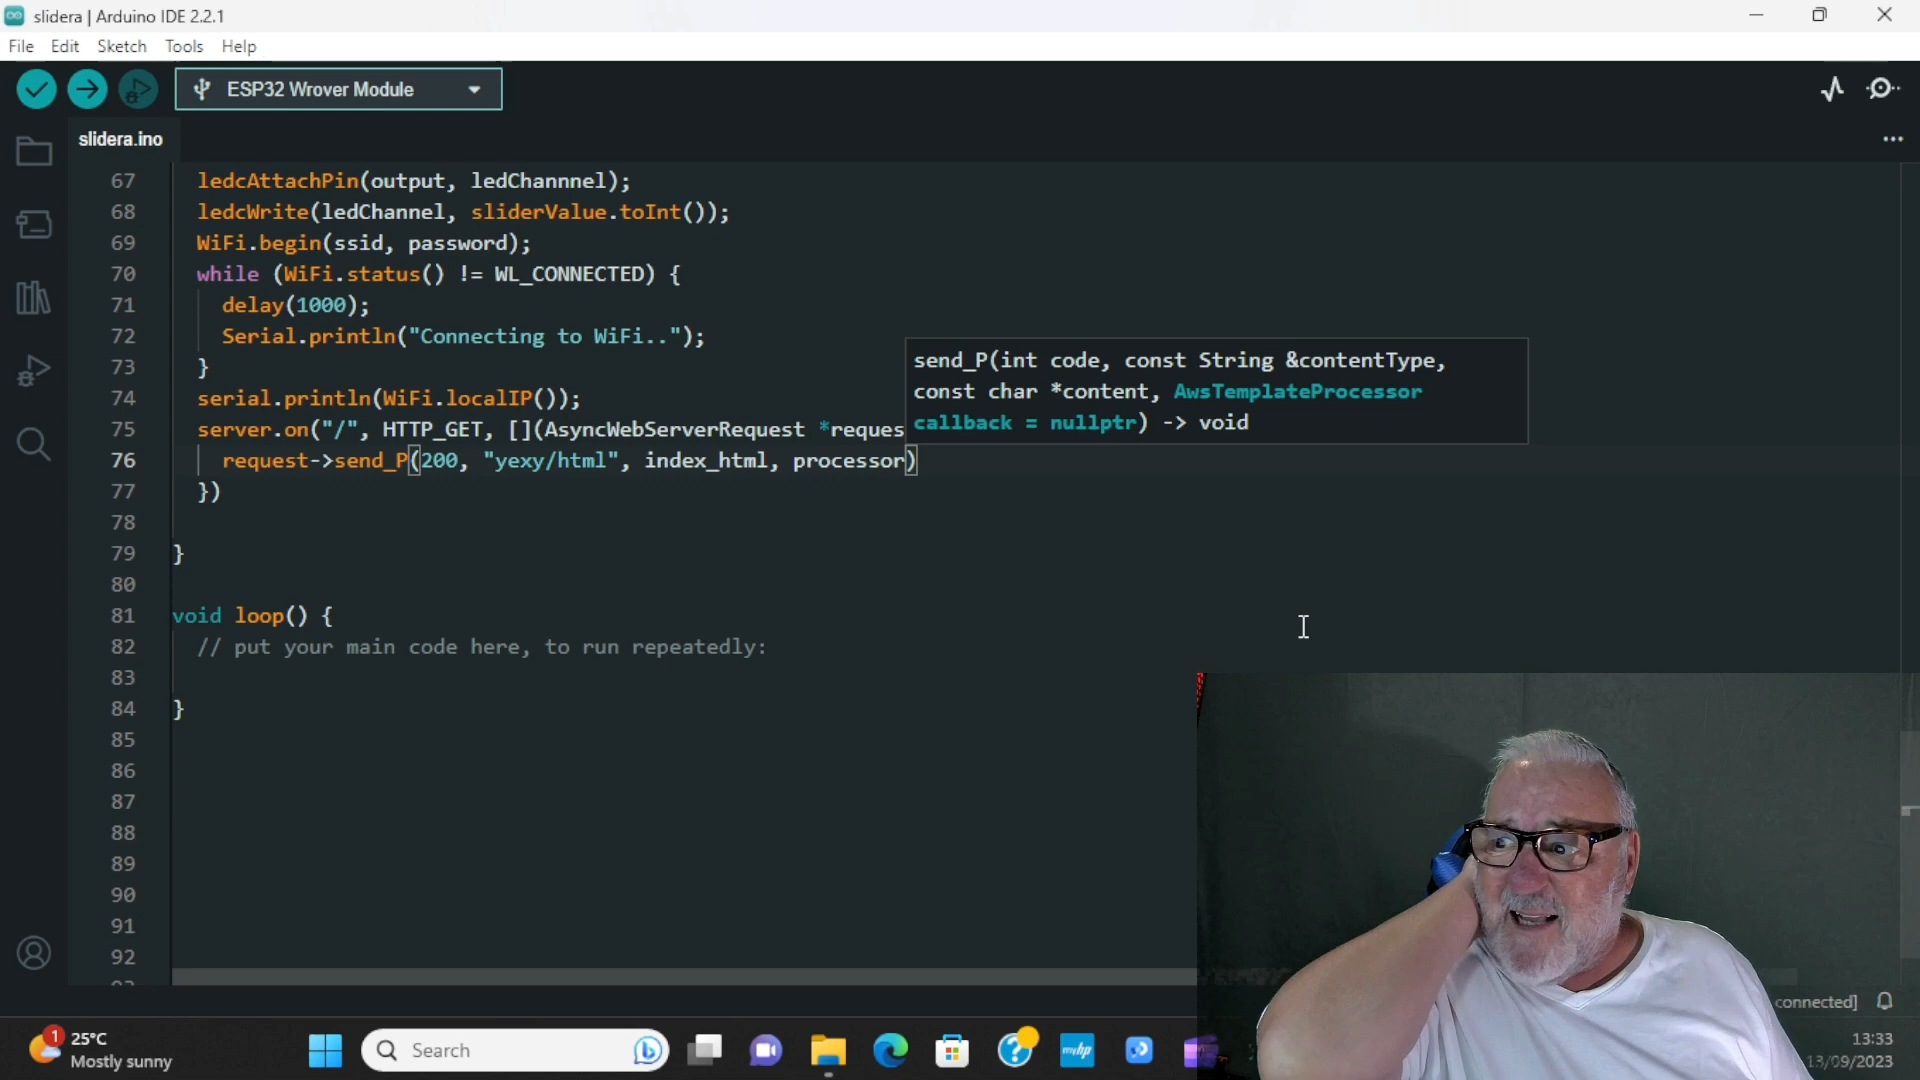 slidera | Arduino IDE 2.2.1
File Edit Sketch Tools Help
ESP32 Wrover Module
slidera.ino
67 ledcAttachPin(output, ledChannnel);
68 ledcWrite(ledChannel, sliderValue.toInt());
69 WiFi.begin(ssid, password);
70 while (WiFi.status() != WL_CONNECTED) {
71 delay(1000);
72 Serial.println("Connecting to WiFi..");
73 }
send_P(int code, const String &contentType,
const char *content, AwsTemplateProcessor
callback = nullptr) -> void
74 serial.println(WiFi.localIP());
75 server.on("/", HTTP_GET, [](AsyncWebServerRequest *reques
76 request->send_P(200, "yexy/html", index_html, processor)
77 })
78
79 }
80
81 void loop() {
82 // put your main code here, to run repeatedly:
83
84 }
85
86
87
88
89
90
91
92
connected]
1
25°C
Mostly sunny
Search
myhp
13:33
13/09/2023